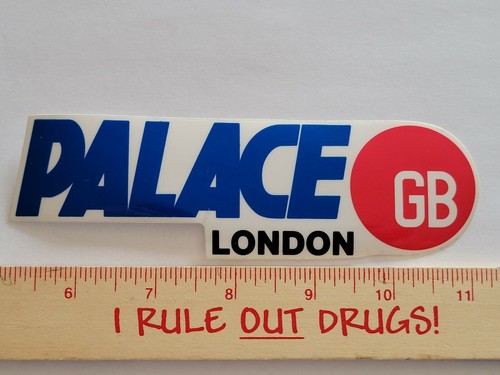 PALACE
GB
LONDON
6 7 8 9 10 11
I RULE OUT DRUGS!